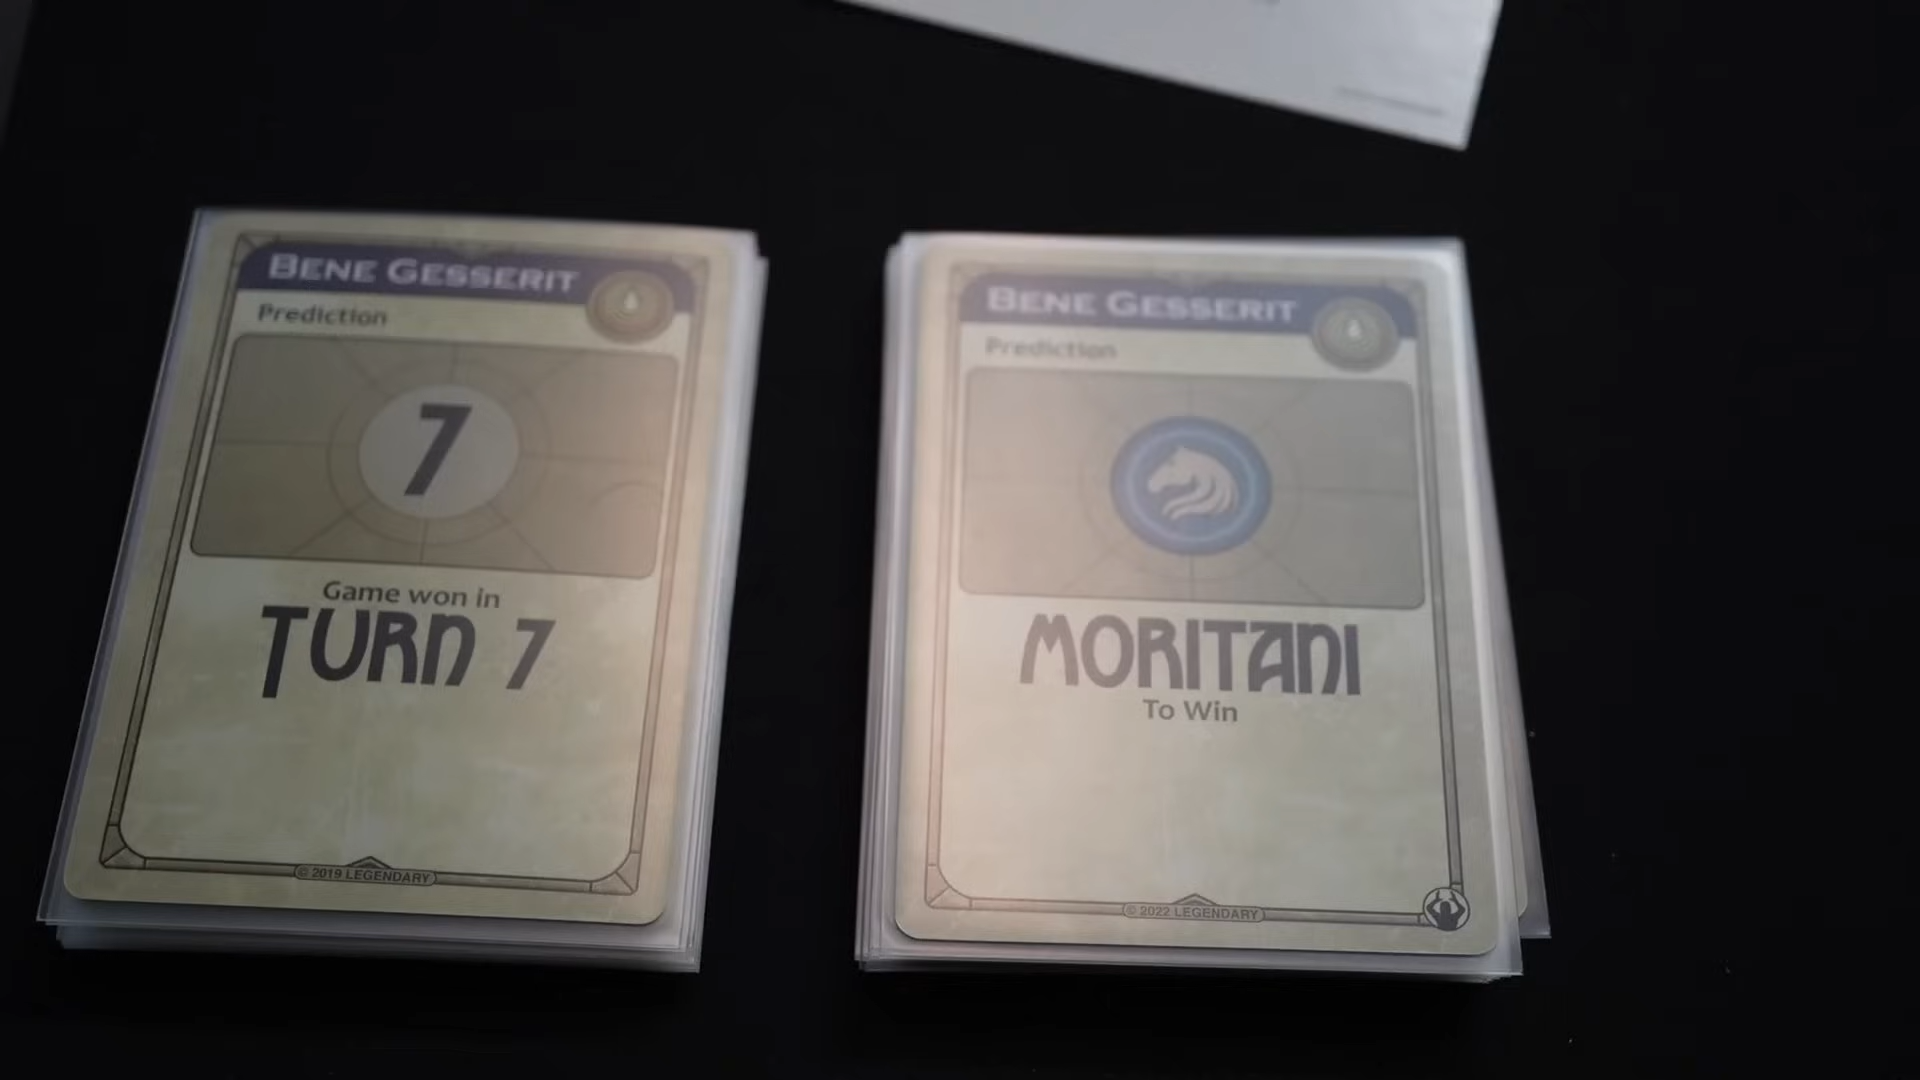 BENE GESSERIT
Prediction
7
Game won in
TURN 7
© 2019 LEGENDARY
BENE GESSERIT
Prediction
MORITANI
To Win
© 2022 LEGENDARY